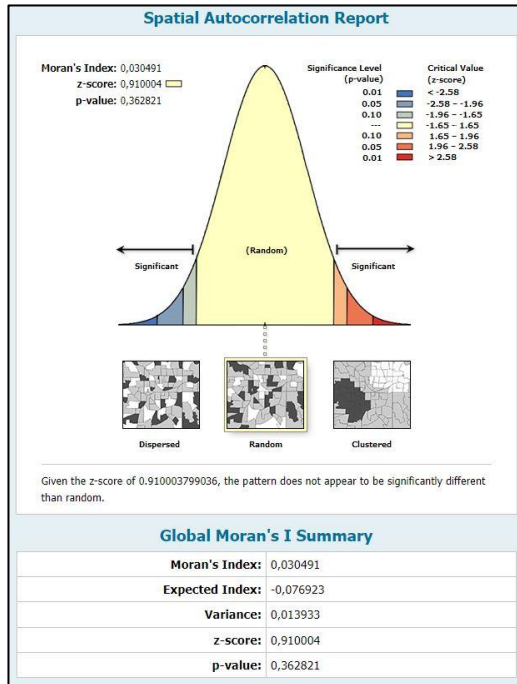 Spatial Autocorrelation Report
Moran's Index: 0,030491
z-score: 0,910004
p-value: 0,362821
Significance Level
(p-value)
Critical Value
(z-score)
0.01 < -2.58
0.05 -2.58 – -1.96
0.10 -1.96 – -1.65
--- -1.65 – 1.65
0.10 1.65 – 1.96
0.05 1.96 – 2.58
0.01 > 2.58
(Random)
Significant Significant
Dispersed Random Clustered
Given the z-score of 0.910003799036, the pattern does not appear to be significantly different
than random.
Global Moran's I Summary
Moran's Index: 0,030491
Expected Index: -0,076923
Variance: 0,013933
z-score: 0,910004
p-value: 0,362821